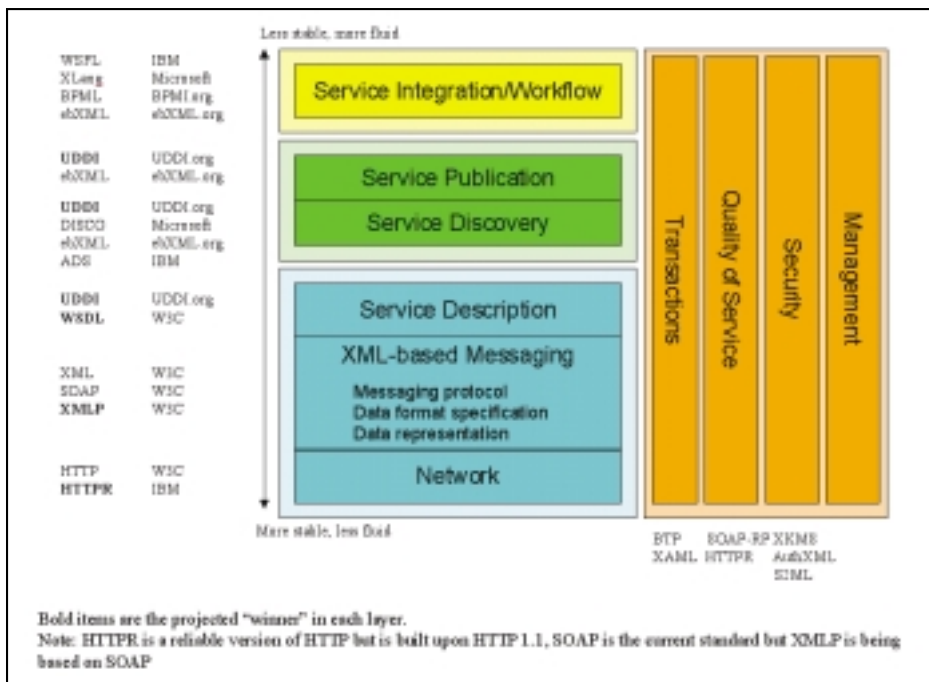 Less stable, more fluid
WSFL IBM
XLang Microsoft
BPML BPMI.org
ebXML ebXML.org
Service Integration/Workflow
UDDI UDDI.org
ebXML ebXML.org
Service Publication
UDDI UDDI.org
DISCO Microsoft
ebXML ebXML.org
ADS IBM
Service Discovery
UDDI UDDI.org
WSDL W3C
Service Description
XML-based Messaging
XML W3C
SOAP W3C
XMLP W3C
Messaging protocol
Data format specification
Data representation
HTTP W3C
HTTPR IBM
Network
More stable, less fluid
Transactions
Quality of Service
Security
Management
BTP SOAP-RP XKMS
XAML HTTPR AuthXML
S2ML
Bold items are the projected "winner" in each layer.
Note: HTTPR is a reliable version of HTTP but is built upon HTTP 1.1, SOAP is the current standard but XMLP is being
based on SOAP